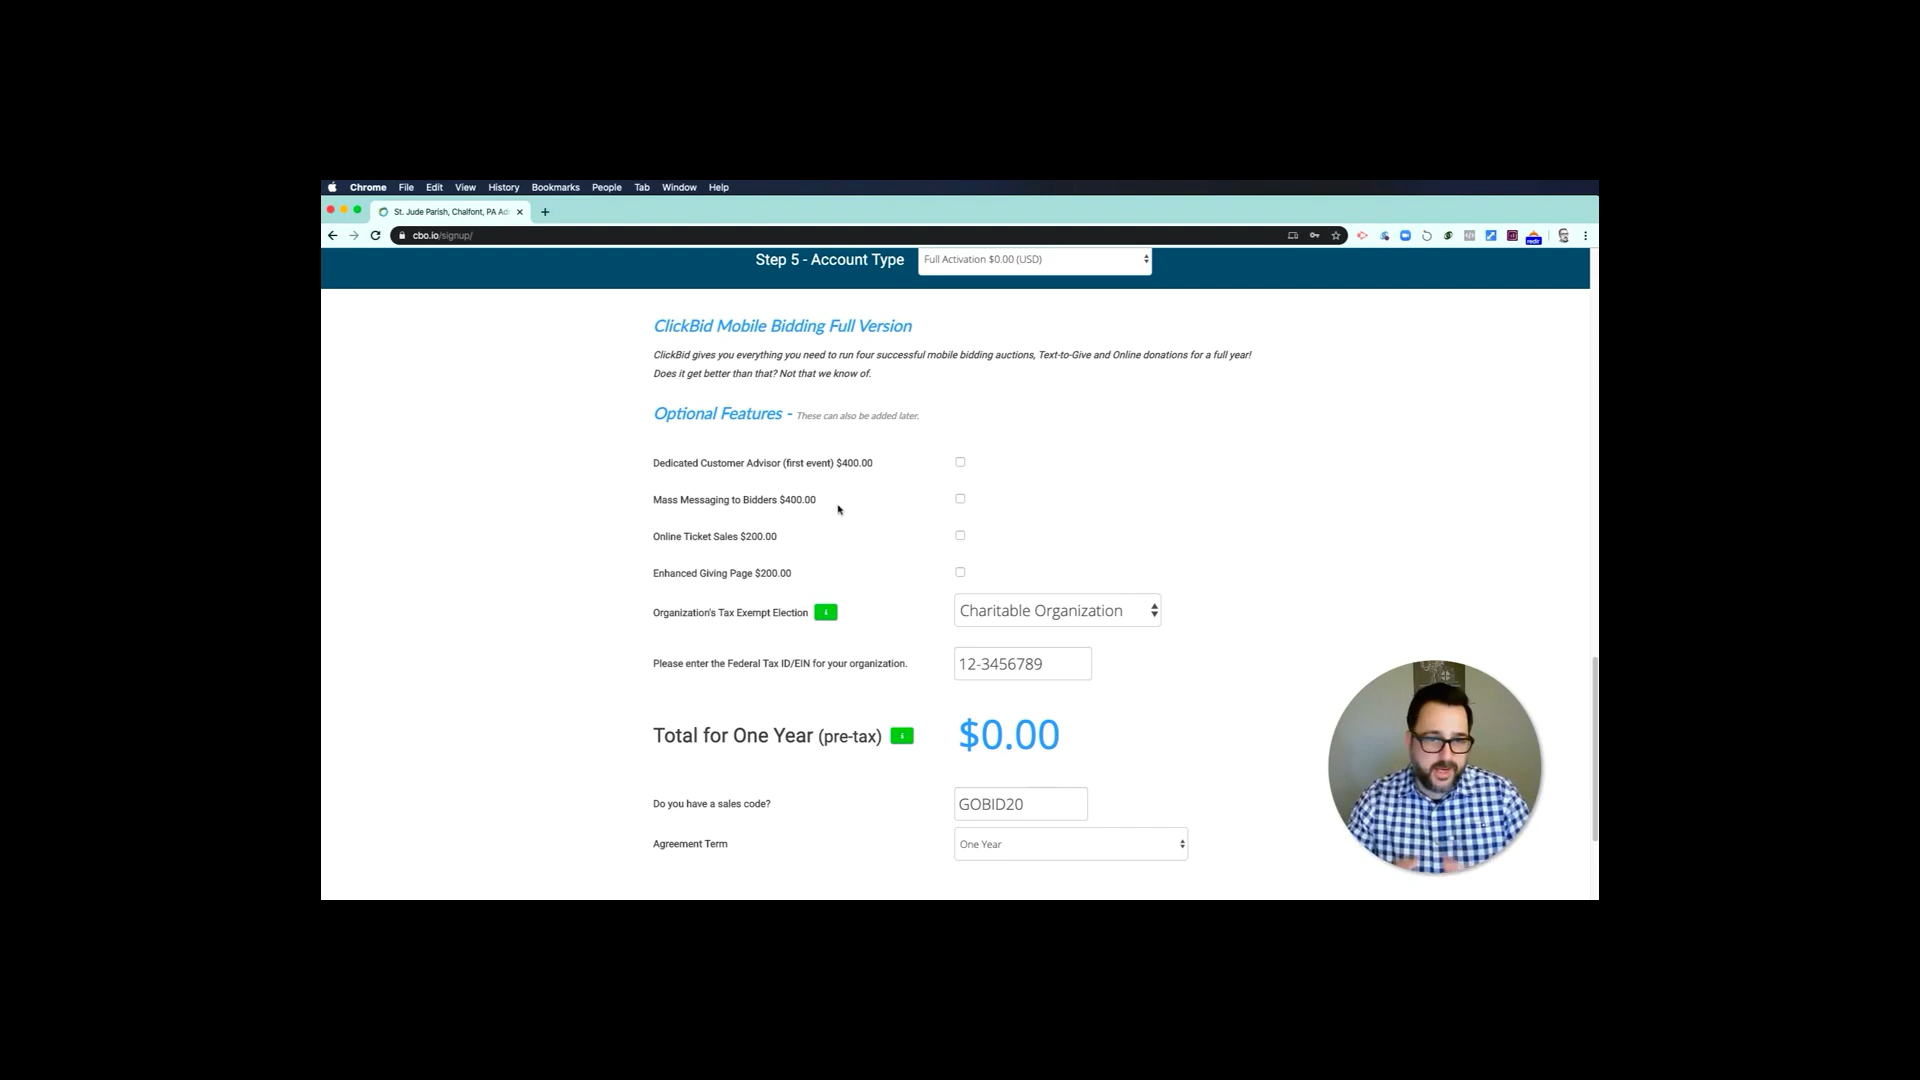 Chrome File Edit View History Bookmarks People Tab Window Help
St. Jude Parish, Chalfont, PA Ad
cbo.io/signup/
redir
Step 5 - Account Type Full Activation $0.00 (USD)
ClickBid Mobile Bidding Full Version
ClickBid gives you everything you need to run four successful mobile bidding auctions, Text-to-Give and Online donations for a full year!
Does it get better than that? Not that we know of.
Optional Features - These can also be added later.
Dedicated Customer Advisor (first event) $400.00
Mass Messaging to Bidders $400.00
Online Ticket Sales $200.00
Enhanced Giving Page $200.00
Organization's Tax Exempt Election i Charitable Organization
Please enter the Federal Tax ID/EIN for your organization. 12-3456789
Total for One Year (pre-tax) i $0.00
Do you have a sales code? GOBID20
Agreement Term One Year